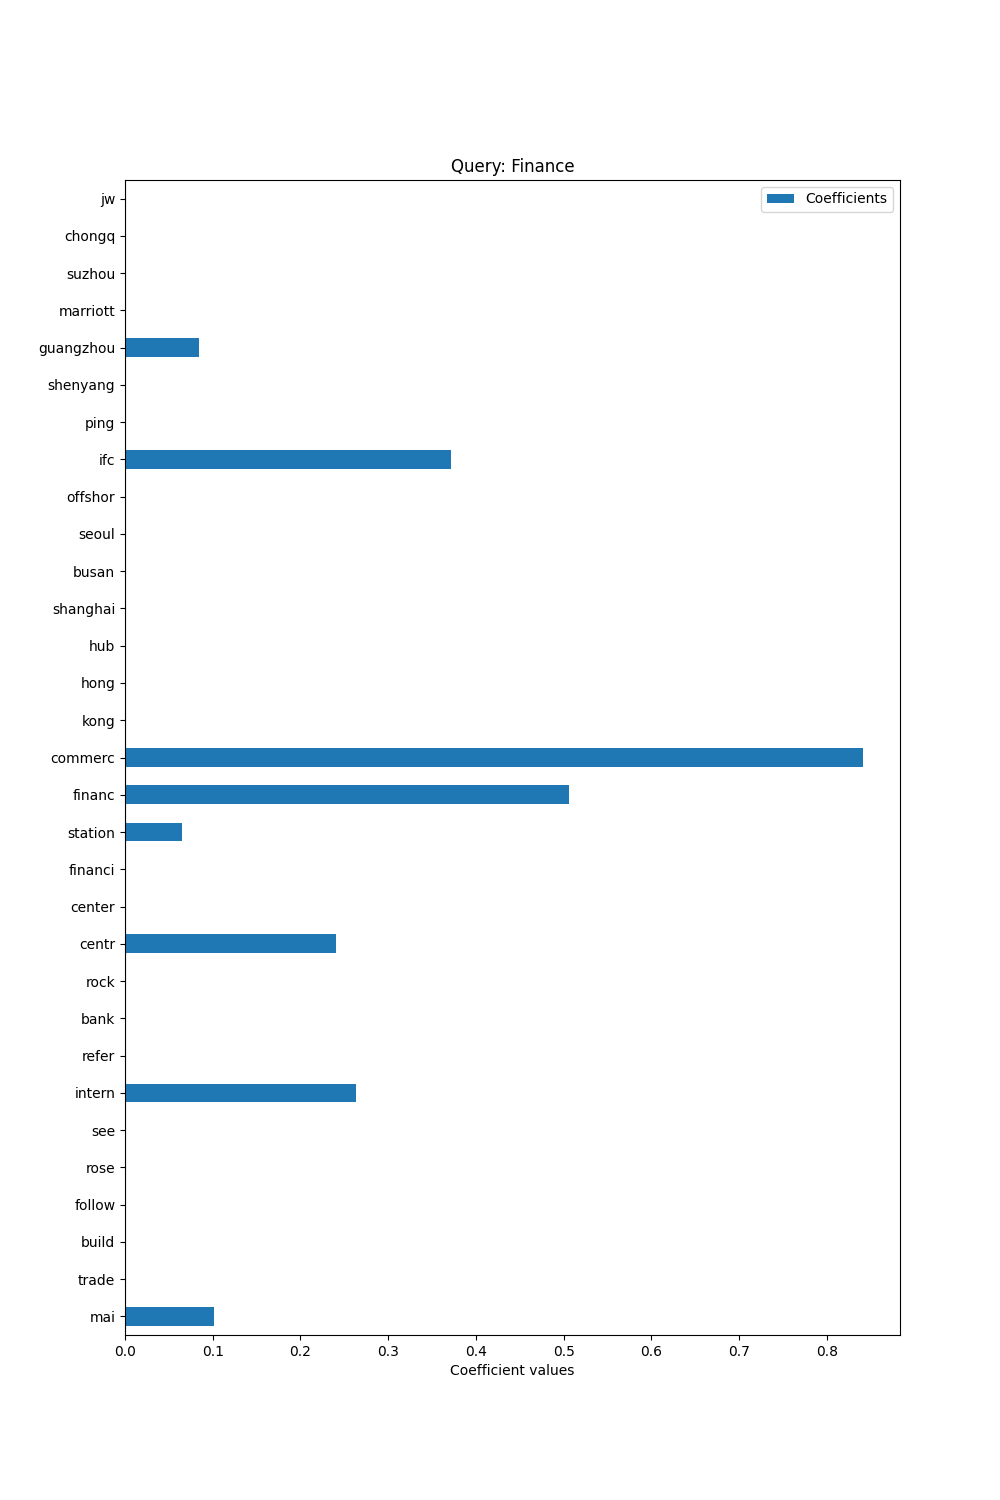 Query: Finance
Coefficients
jw
chongq
suzhou
marriott
guangzhou
shenyang
ping
ifc
offshor
seoul
busan
shanghai
hub
hong
kong
commerc
financ
station
financi
center
centr
rock
bank
refer
intern
see
rose
follow
build
trade
mai
0.0 0.1 0.2 0.3 0.4 0.5 0.6 0.7 0.8
Coefficient values